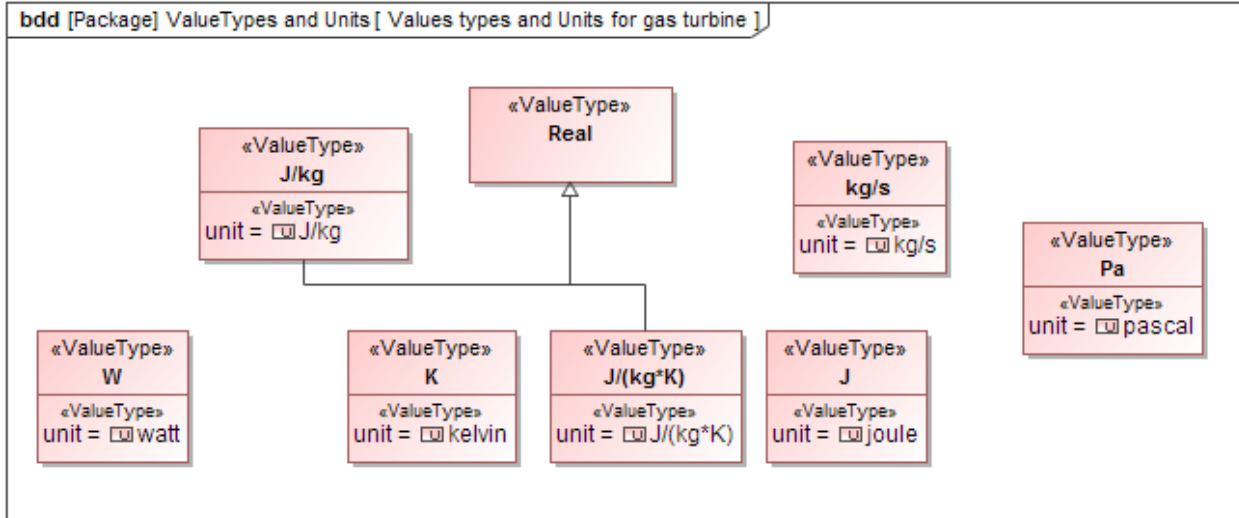 bdd [Package] ValueTypes and Units [ Values types and Units for gas turbine ]
«ValueType»
Real
«ValueType»
J/kg
«ValueType»
unit = J/kg
«ValueType»
kg/s
«ValueType»
unit = kg/s
«ValueType»
Pa
«ValueType»
unit = pascal
«ValueType»
W
«ValueType»
unit = watt
«ValueType»
K
«ValueType»
unit = kelvin
«ValueType»
J/(kg*K)
«ValueType»
unit = J/(kg*K)
«ValueType»
J
«ValueType»
unit = joule